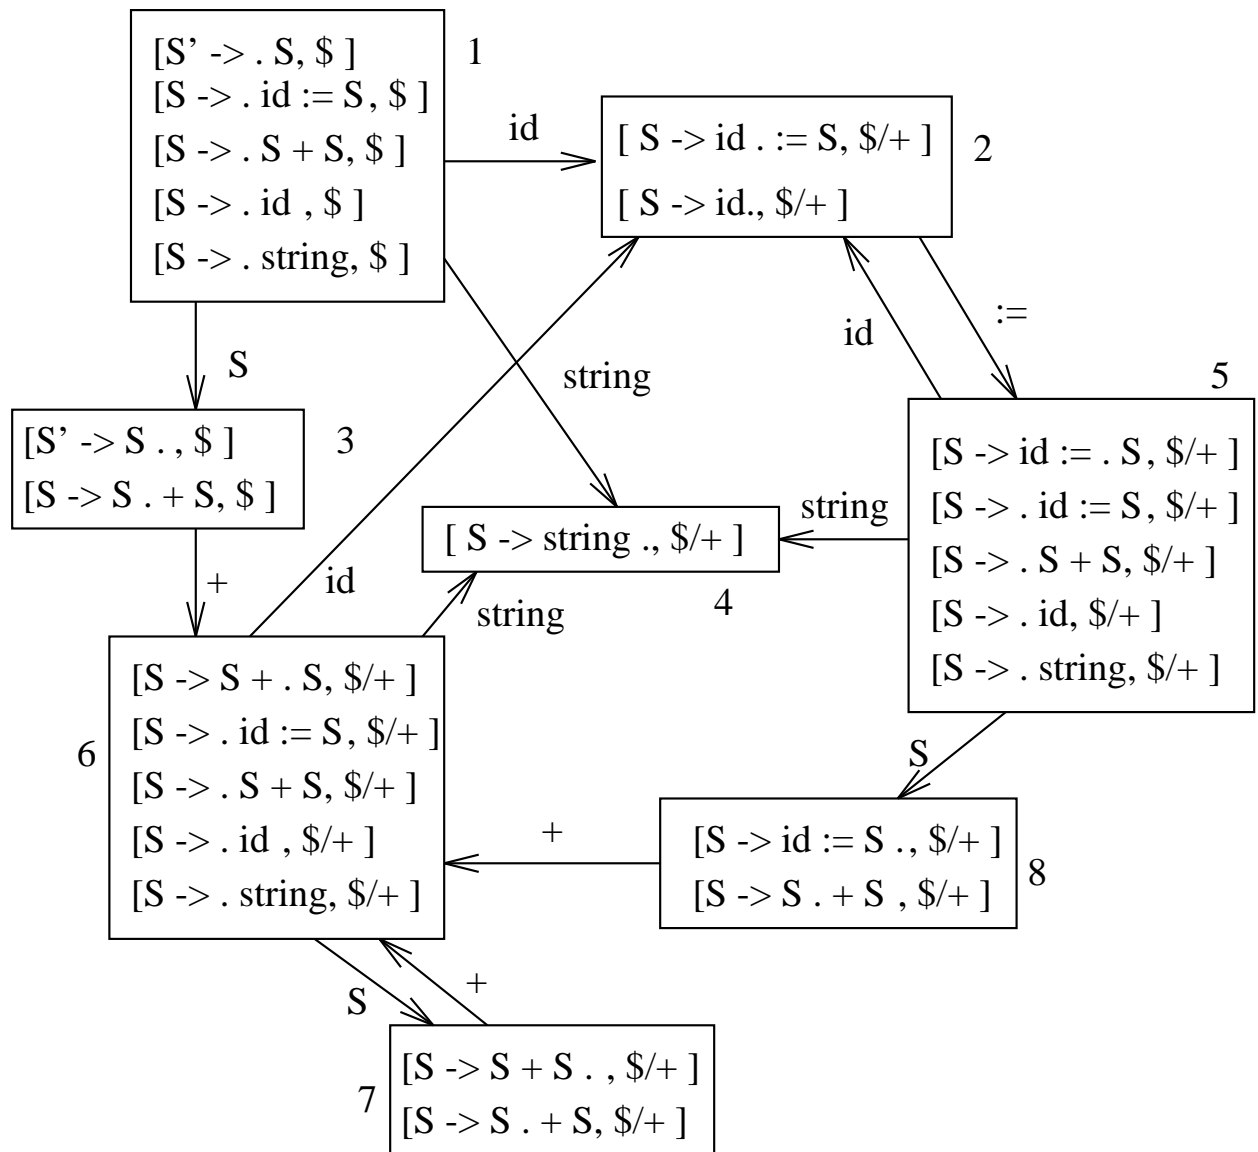 [S’ -> . S, $ ]
[S -> . id := S, $ ]
[S -> . S + S, $ ]
[S -> . id , $ ]
[S -> . string, $ ]
1
id
[ S -> id . := S, $/+ ]
[ S -> id., $/+ ]
2
S
string
id
:=
[S’ -> S . , $ ]
[S -> S . + S, $ ]
3
5
[S -> id := . S, $/+ ]
[S -> . id := S, $/+ ]
[S -> . S + S, $/+ ]
[S -> . id, $/+ ]
[S -> . string, $/+ ]
string
[ S -> string ., $/+ ]
4
+
id
string
[S -> S + . S, $/+ ]
[S -> . id := S, $/+ ]
[S -> . S + S, $/+ ]
[S -> . id , $/+ ]
[S -> . string, $/+ ]
6
S
+
[S -> id := S ., $/+ ]
[S -> S . + S , $/+ ]
8
S
+
7
[S -> S + S . , $/+ ]
[S -> S . + S, $/+ ]